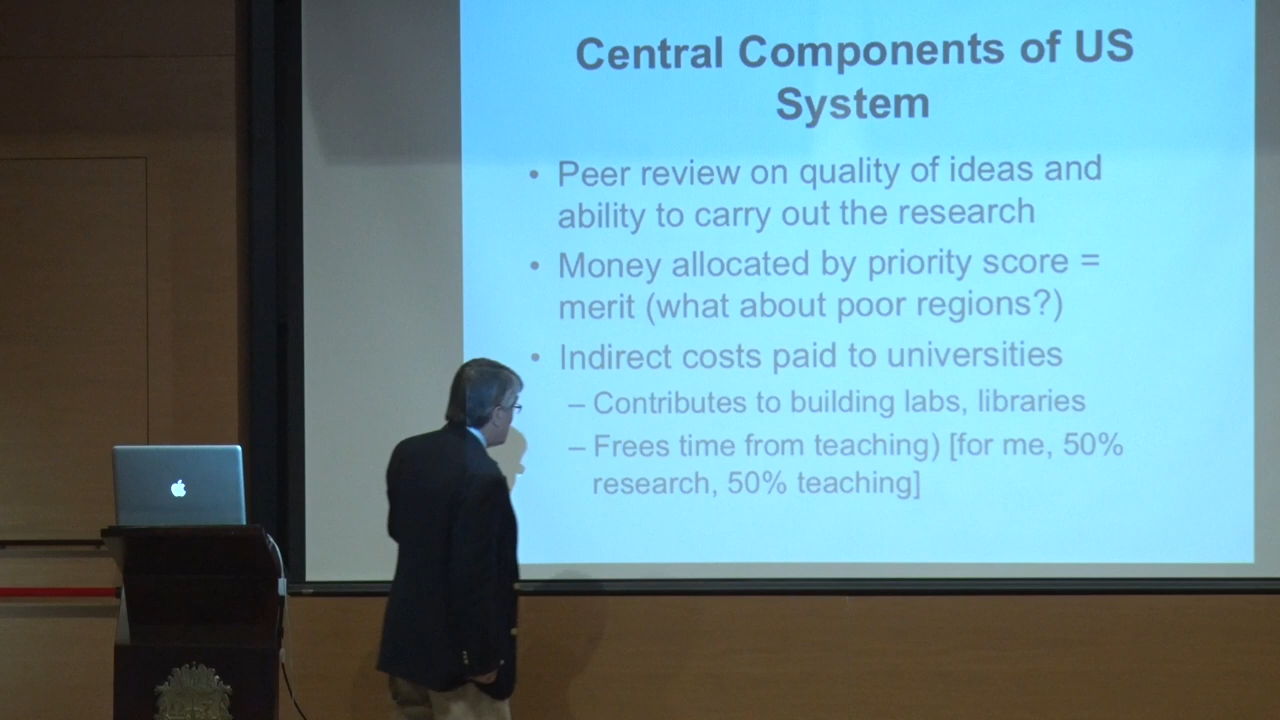 Central Components of US
System
• Peer review on quality of ideas and
ability to carry out the research
• Money allocated by priority score =
merit (what about poor regions?)
• Indirect costs paid to universities
– Contributes to building labs, libraries
– Frees time from teaching) [for me, 50%
research, 50% teaching]